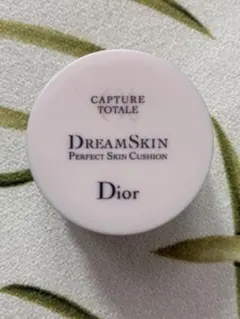 CAPTURE
TOTALE
DREAMSKIN
PERFECT SKIN CUSHION
Dior